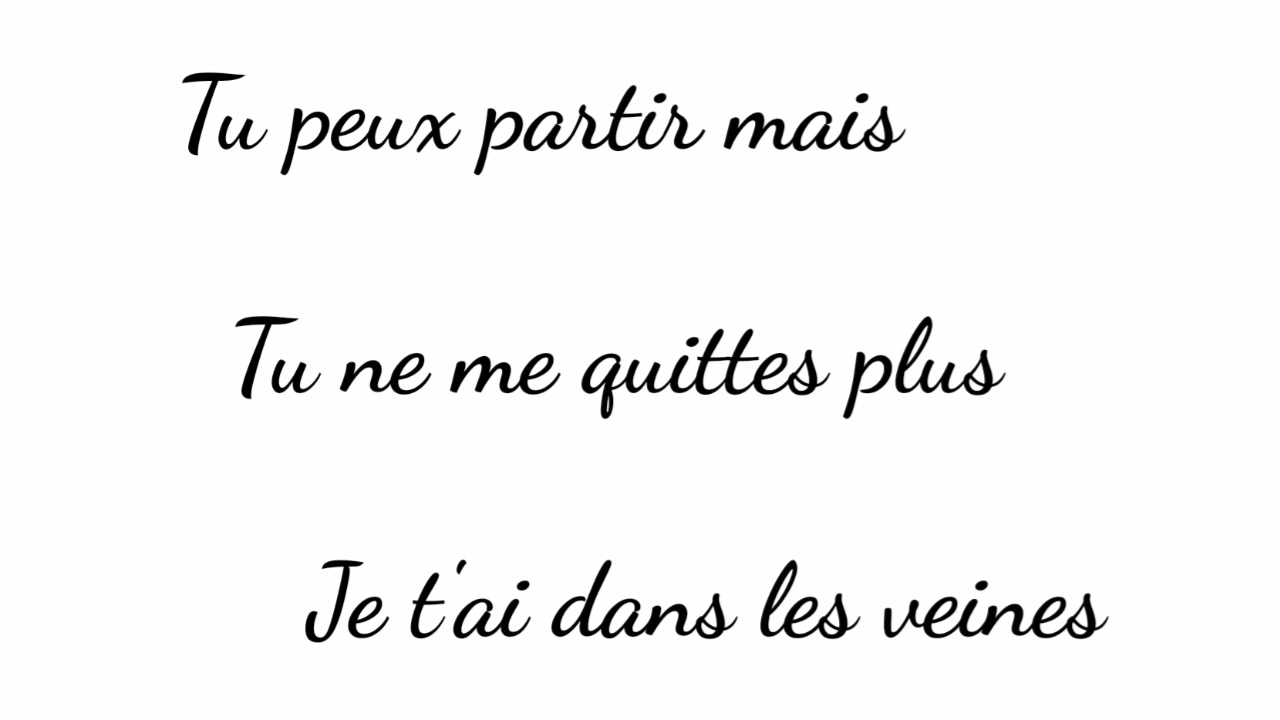 Tu peux partir mais
Tu ne me quittes plus
Je t'ai dans les veines